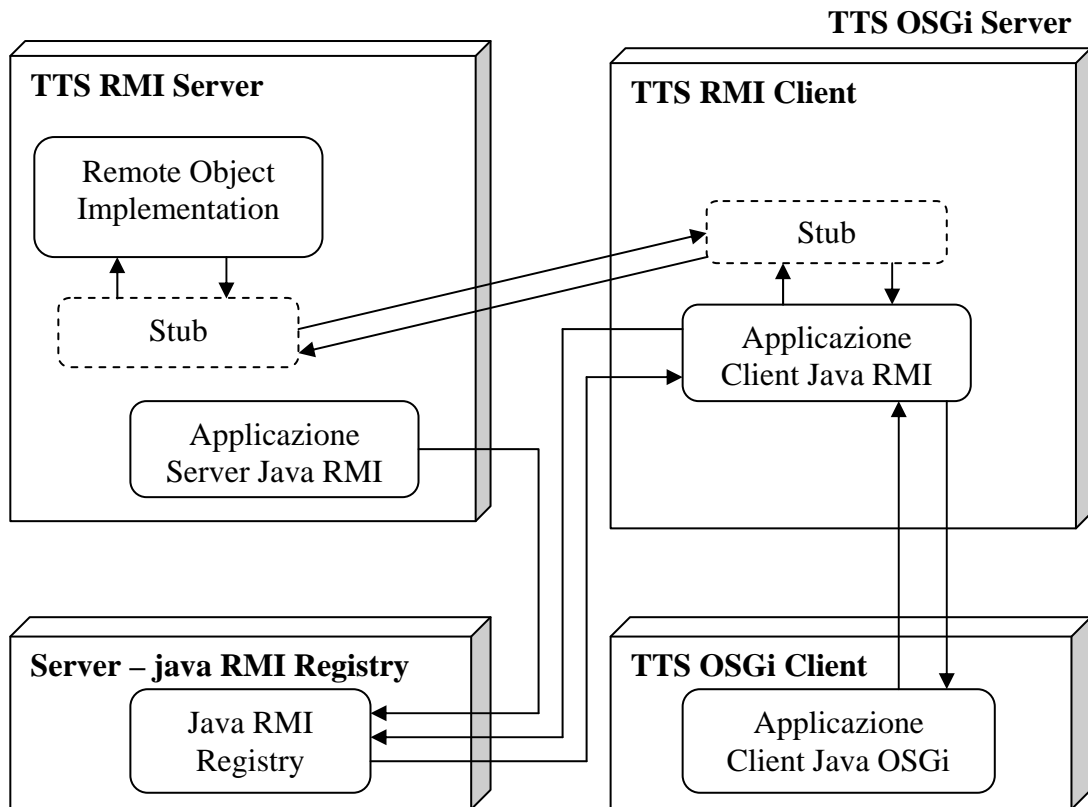 TTS OSGi Server
TTS RMI Server
TTS RMI Client
Remote Object
Implementation
Stub
Stub
Applicazione
Client Java RMI
Applicazione
Server Java RMI
Server – java RMI Registry
Java RMI
Registry
TTS OSGi Client
Applicazione
Client Java OSGi